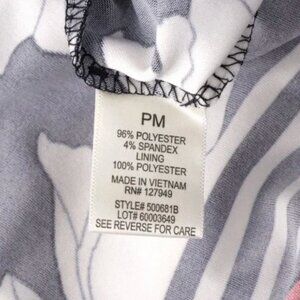 PM
96% POLYESTER
4% SPANDEX
LINING
100% POLYESTER
MADE IN VIETNAM
RN# 127949
STYLE# 500681B
LOT# 60003649
SEE REVERSE FOR CARE